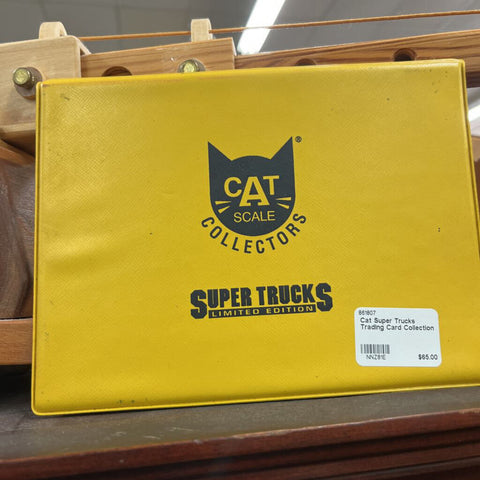 CAT
SCALE
®
COLLECTORS
SUPER TRUCKS
LIMITED EDITION
861807
Cat Super Trucks
Trading Card Collection
NNZ81E
$65.00